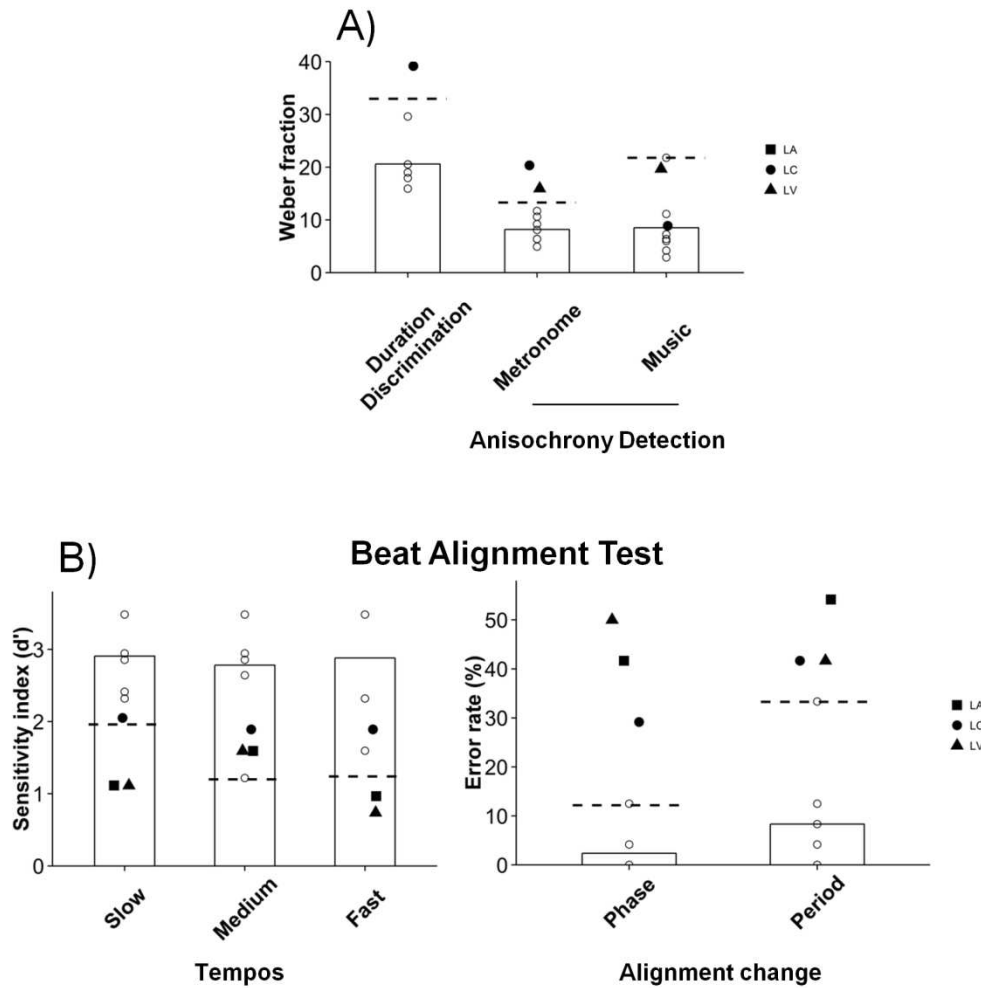 A)
40
30
20
10
0
Weber fraction
Duration
Discrimination
Metronome
Music
Anisochrony Detection
LA
LC
LV
B)
Beat Alignment Test
3
2
1
0
Sensitivity index (d')
Slow
Medium
Fast
Tempos
50
40
30
20
10
0
Error rate (%)
Phase
Period
Alignment change
LA
LC
LV